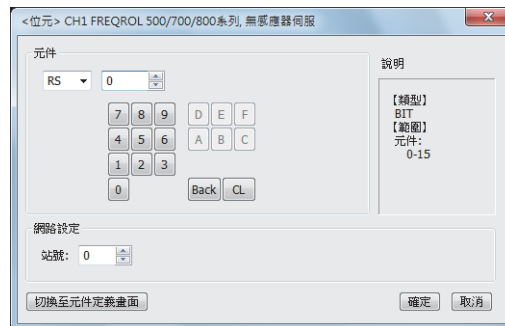 <位元> CH1 FREQROL 500/700/800系列, 無感應器伺服
元件
RS 0
7 8 9 D E F
4 5 6 A B C
1 2 3
0 Back CL
說明
【類型】
BIT
【範圍】
元件:
0-15
網路設定
站號: 0
切換至元件定義畫面
確定 取消